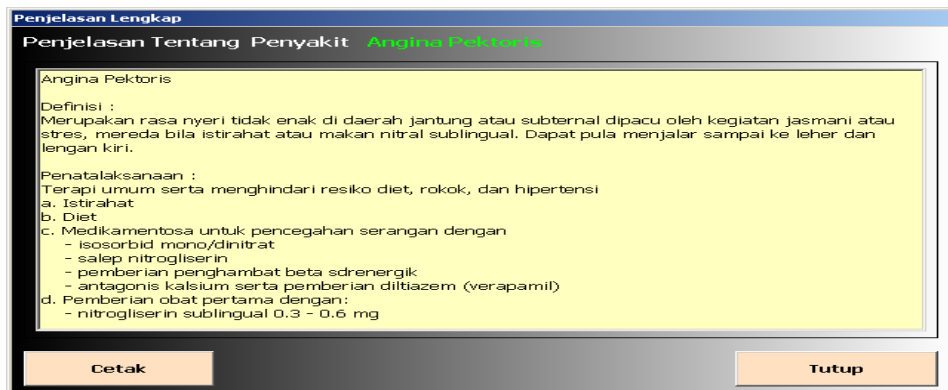 Penjelasan Lengkap
Penjelasan Tentang Penyakit Angina Pektoris
Angina Pektoris
Definisi :
Merupakan rasa nyeri tidak enak di daerah jantung atau subternal dipacu oleh kegiatan jasmani atau
stres, mereda bila istirahat atau makan nitral sublingual. Dapat pula menjalar sampai ke leher dan
lengan kiri.
Penatalaksanaan :
Terapi umum serta menghindari resiko diet, rokok, dan hipertensi
a. Istirahat
b. Diet
c. Medikamentosa untuk pencegahan serangan dengan
- isosorbid mono/dinitrat
- salep nitrogliserin
- pemberian penghambat beta sdrenergik
- antagonis kalsium serta pemberian diltiazem (verapamil)
d. Pemberian obat pertama dengan:
- nitrogliserin sublingual 0.3 - 0.6 mg
Cetak
Tutup